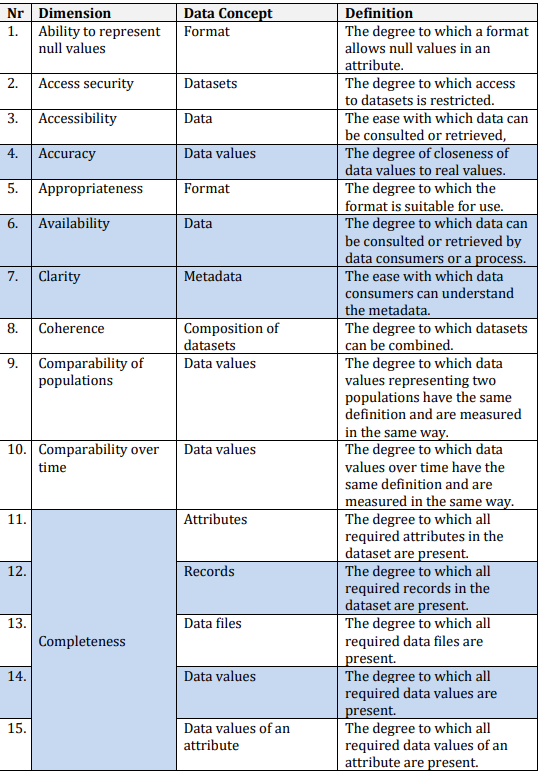 Nr Dimension Data Concept Definition
1. Ability to represent Format The degree to which a format
null values allows null values in an
attribute.
2. Access security Datasets The degree to which access
to datasets is restricted.
3. Accessibility Data The ease with which data can
be consulted or retrieved,
4. Accuracy Data values The degree of closeness of
data values to real values.
5. Appropriateness Format The degree to which the
format is suitable for use.
6. Availability Data The degree to which data can
be consulted or retrieved by
data consumers or a process.
7. Clarity Metadata The ease with which data
consumers can understand
the metadata.
8. Coherence Composition of The degree to which datasets
datasets can be combined.
9. Comparability of Data values The degree to which data
populations values representing two
populations have the same
definition and are measured
in the same way.
10. Comparability over Data values The degree to which data
time values over time have the
same definition and are
measured in the same way.
11. Attributes The degree to which all
required attributes in the
dataset are present.
12. Records The degree to which all
required records in the
dataset are present.
13. Data files The degree to which all
Completeness required data files are
present.
14. Data values The degree to which all
required data values are
present.
15. Data values of an The degree to which all
attribute required data values of an
attribute are present.